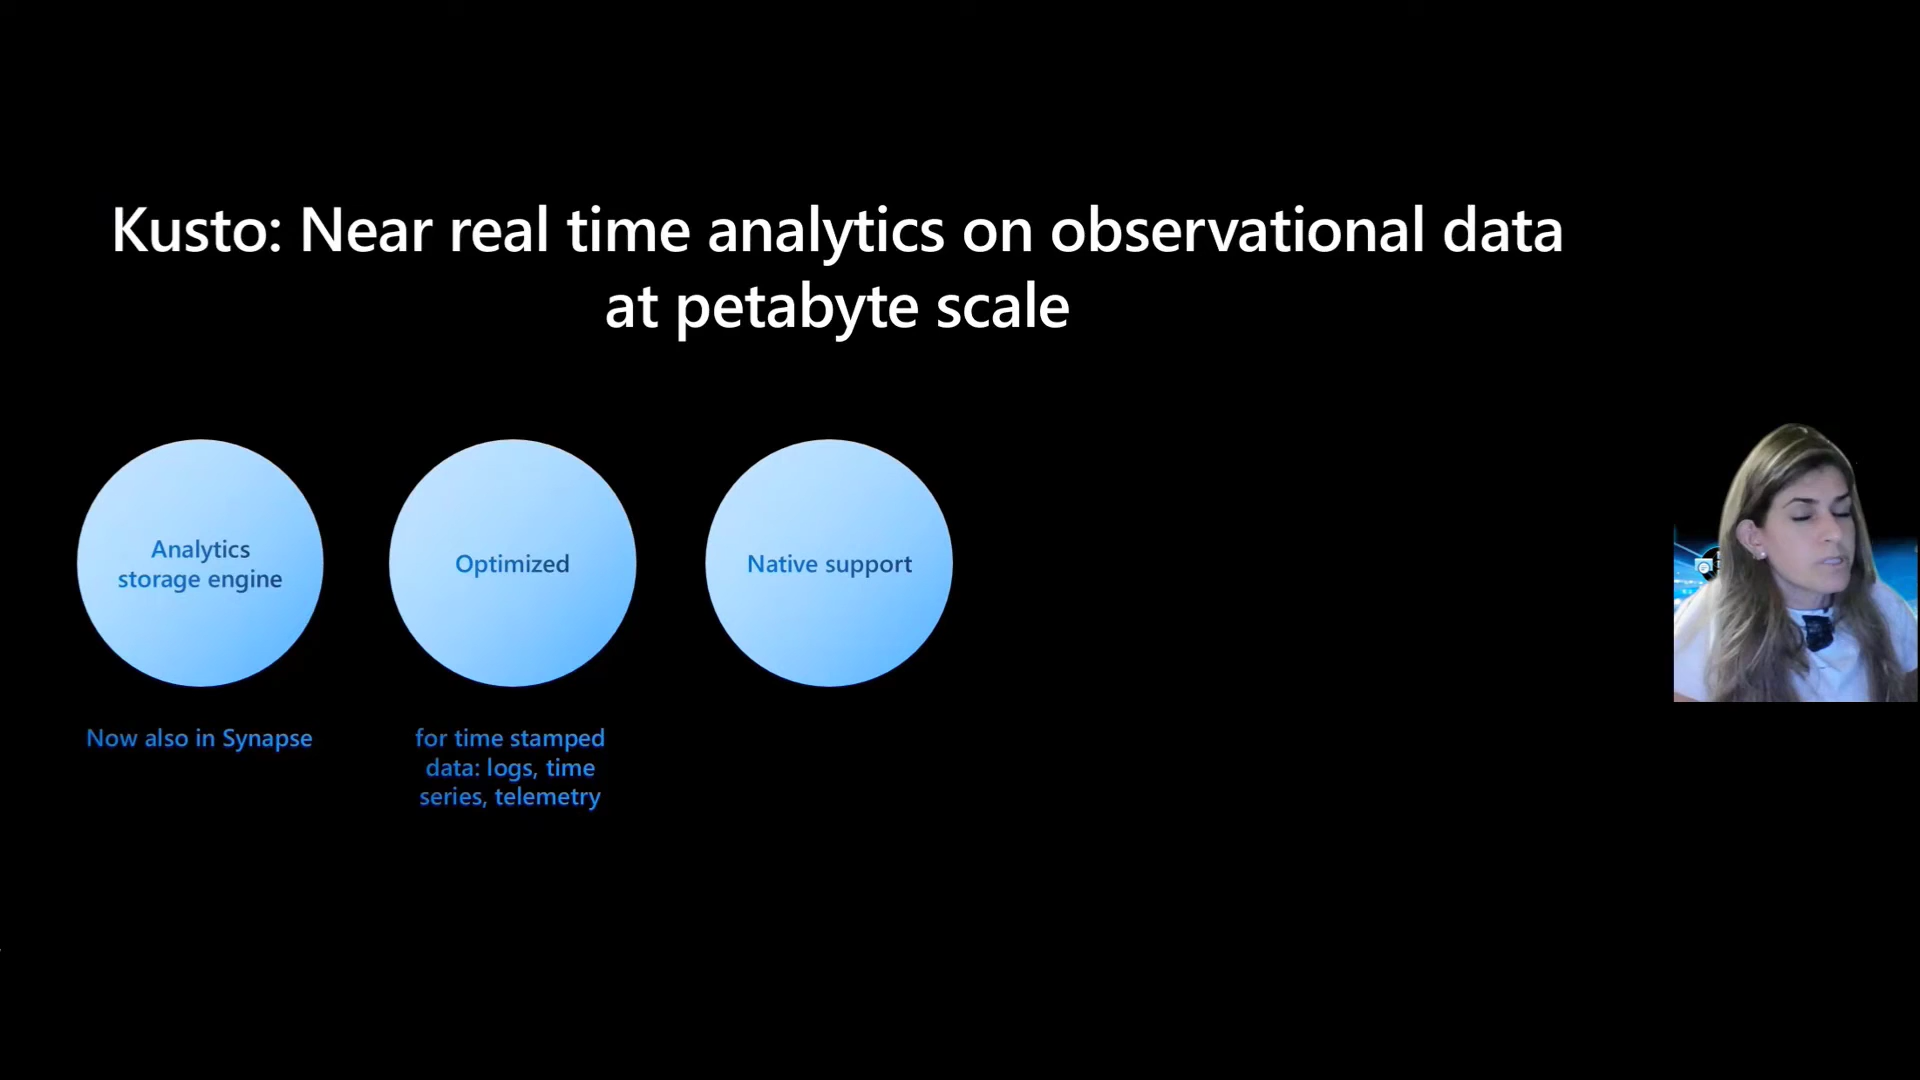 Kusto: Near real time analytics on observational data
at petabyte scale
Analytics
storage engine
Optimized
Native support
Now also in Synapse
for time stamped
data: logs, time
series, telemetry